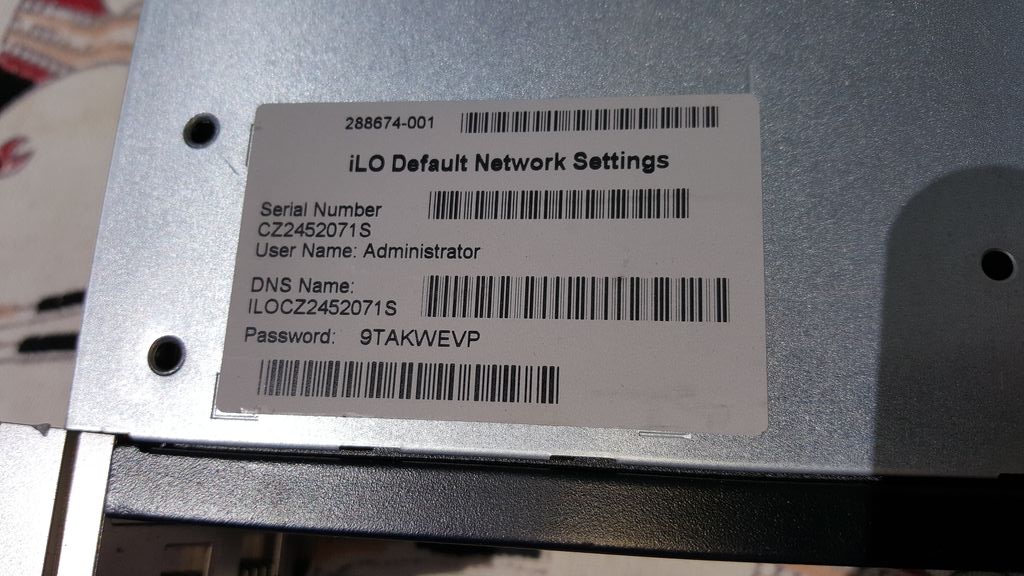 288674-001
iLO Default Network Settings
Serial Number
CZ2452071S
User Name: Administrator
DNS Name:
ILOCZ2452071S
Password: 9TAKWEVP